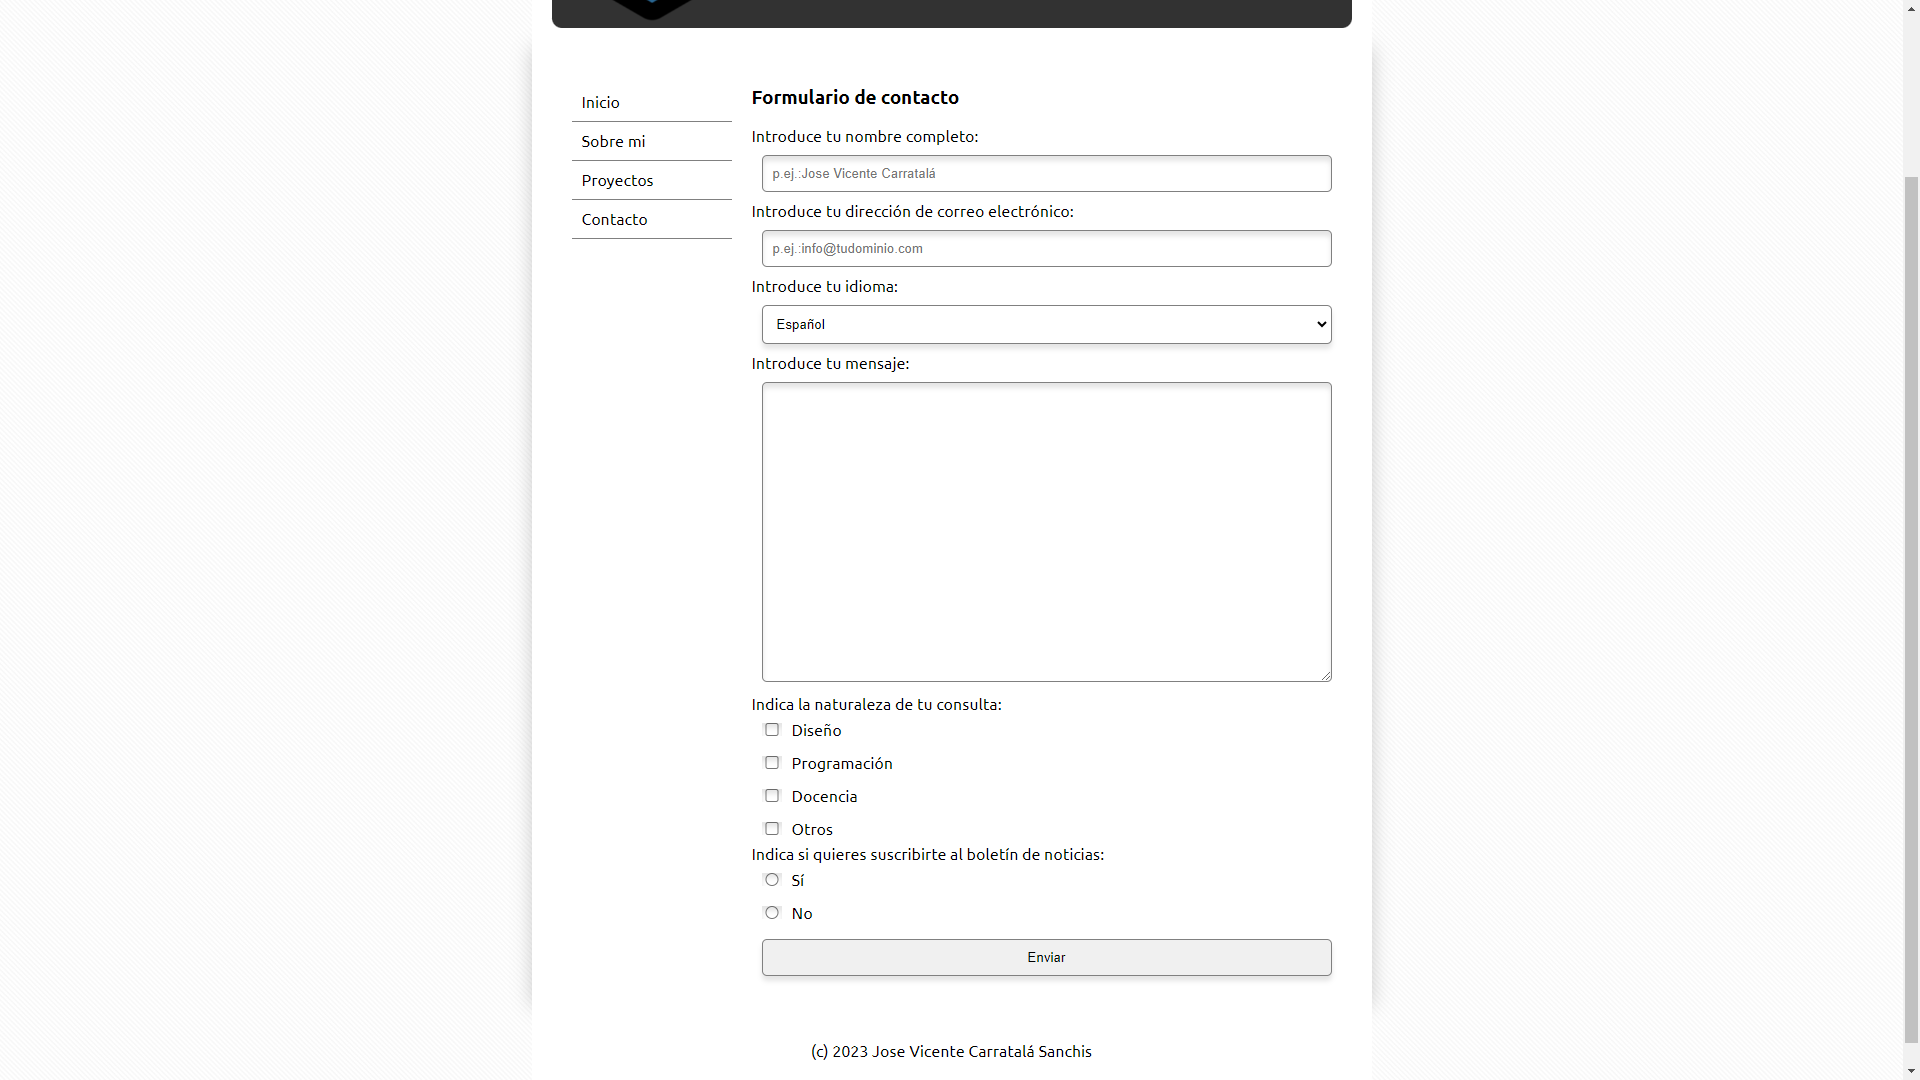 Inicio
Sobre mi
Proyectos
Contacto
Formulario de contacto
Introduce tu nombre completo:
p.ej.:Jose Vicente Carratalá
Introduce tu dirección de correo electrónico:
p.ej.:info@tudominio.com
Introduce tu idioma:
Español
Introduce tu mensaje:
Indica la naturaleza de tu consulta:
Diseño
Programación
Docencia
Otros
Indica si quieres suscribirte al boletín de noticias:
Sí
No
Enviar
(c) 2023 Jose Vicente Carratalá Sanchis